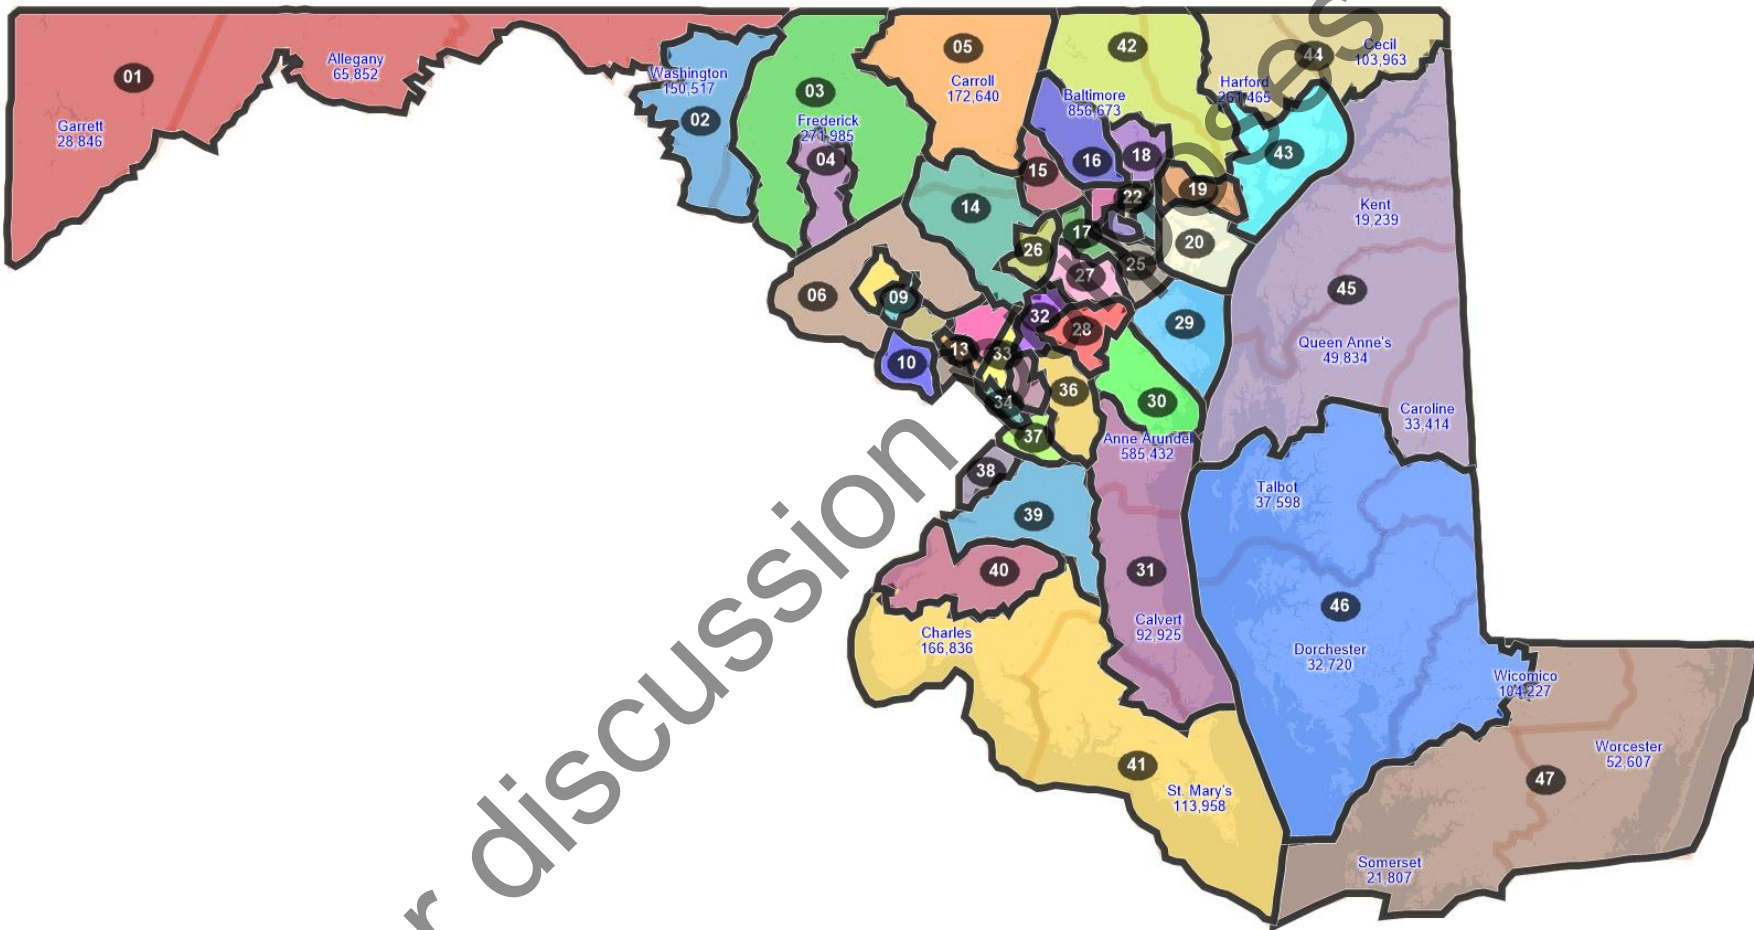 01
Garrett
28,846
Allegany
65,852
Washington
150,517
02
03
Frederick
271,985
04
05
Carroll
172,640
42
Baltimore
856,673
44
Cecil
103,963
Harford
261,465
43
15
16
18
22
19
14
17
20
26
25
27
06
09
32
28
29
13
33
10
34
36
30
37
Anne Arundel
585,432
38
39
40
31
Calvert
92,925
Charles
166,836
41
St. Mary's
113,958
Kent
19,239
45
Queen Anne's
49,834
Caroline
33,414
Talbot
37,598
46
Dorchester
32,720
Wicomico
104,227
Worcester
52,607
47
Somerset
21,807
r discussion purposes